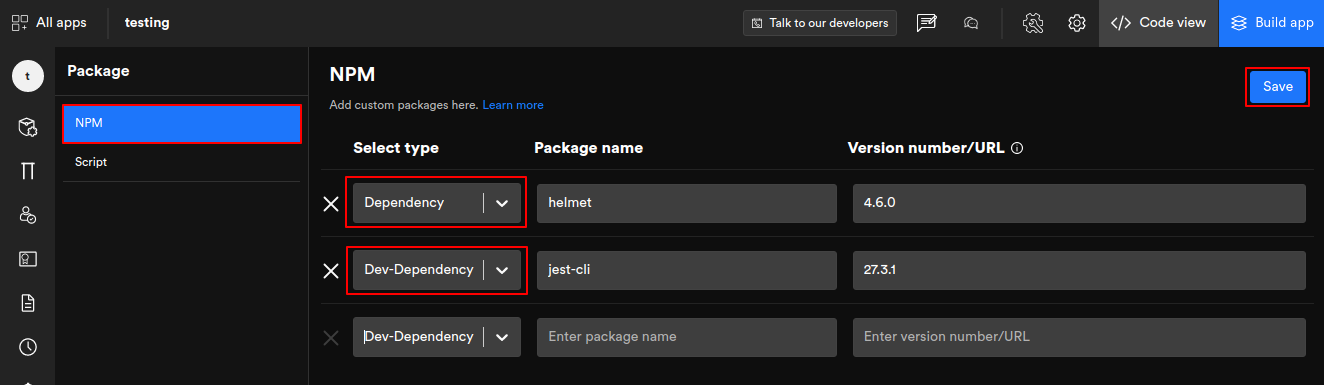 All apps
testing
Talk to our developers
Code view
Build app
t
Package
NPM
Script
NPM
Add custom packages here. Learn more
Save
Select type Package name Version number/URL
Dependency helmet 4.6.0
Dev-Dependency jest-cli 27.3.1
Dev-Dependency Enter package name Enter version number/URL